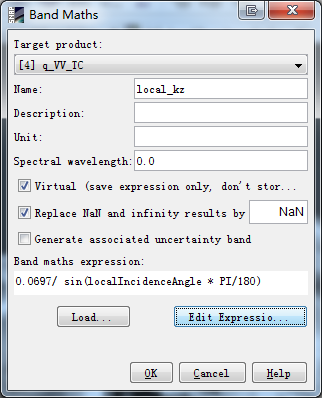 Band Maths
Target product:
[4] q_VV_TC
Name: local_kz
Description:
Unit:
Spectral wavelength: 0.0
Virtual (save expression only, don't stor...
Replace NaN and infinity results by NaN
Generate associated uncertainty band
Band maths expression:
0.0697/ sin(localIncidenceAngle * PI/180)
Load... Edit Expressio...
OK Cancel Help